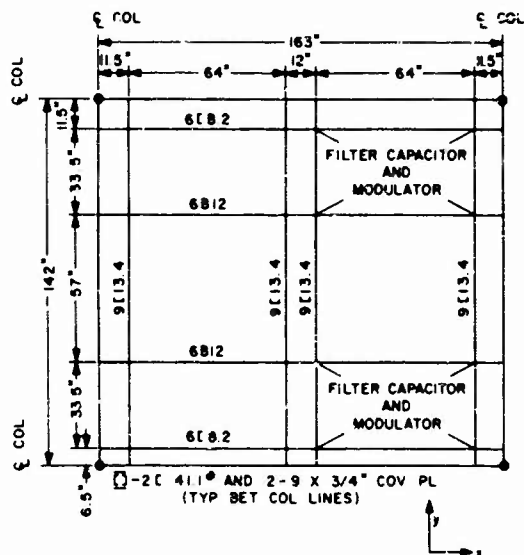 ℄ COL ℄ COL
163"
11.5" 64" 12" 64" 11.5"
℄ COL
11.5"
6[8.2
FILTER CAPACITOR
AND
MODULATOR
33 5"
6B12
142"
57"
9[13.4 9[13.4 9[13.4 9[13.4
6B12
FILTER CAPACITOR
AND
MODULATOR
33.5"
6[8.2
℄ COL
6.5"
-2[ 41.1# AND 2-9 X 3/4" COV PL
(TYP BET COL LINES)
y
x